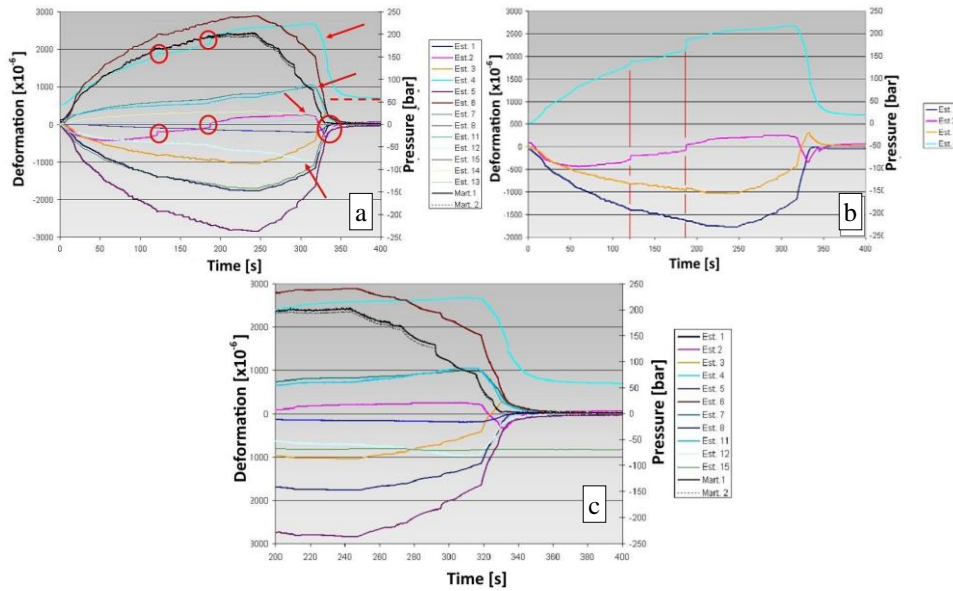 3000
2000
1000
0
1000
2000
3000
Deformation [x10-6]
250
200
150
100
50
0
-50
-100
-150
-200
-250
Pressure [bar]
0 50 100 150 200 250 300 350 400
Time [s]
a
Est. 1
Est.2
Est. 3
Est. 4
Est. 5
Est. 6
Est. 7
Est. 8
Est. 11
Est. 12
Est. 15
Est. 14
Est. 13
Mart.1
Mart. 2
3000
2500
2000
1500
1000
500
0
-500
-1000
-1500
2000
Deformation [x10-6]
250
200
150
100
50
0
-50
-100
-150
-200
-250
Pressure [bar]
0 50 100 150 200 250 300 350 400
Time [s]
b
3000
2000
1000
0
1000
2000
3000
Deformation [x10-6]
250
200
150
100
50
0
-50
-100
-150
-200
-250
Pressure [bar]
200 220 240 260 280 300 320 340 360 380 400
Time [s]
c
Est. 1
Est.2
Est. 3
Est. 4
Est. 5
Est. 6
Est. 7
Est. 8
Est. 11
Est. 12
Est. 15
Mart.1
Mart. 2